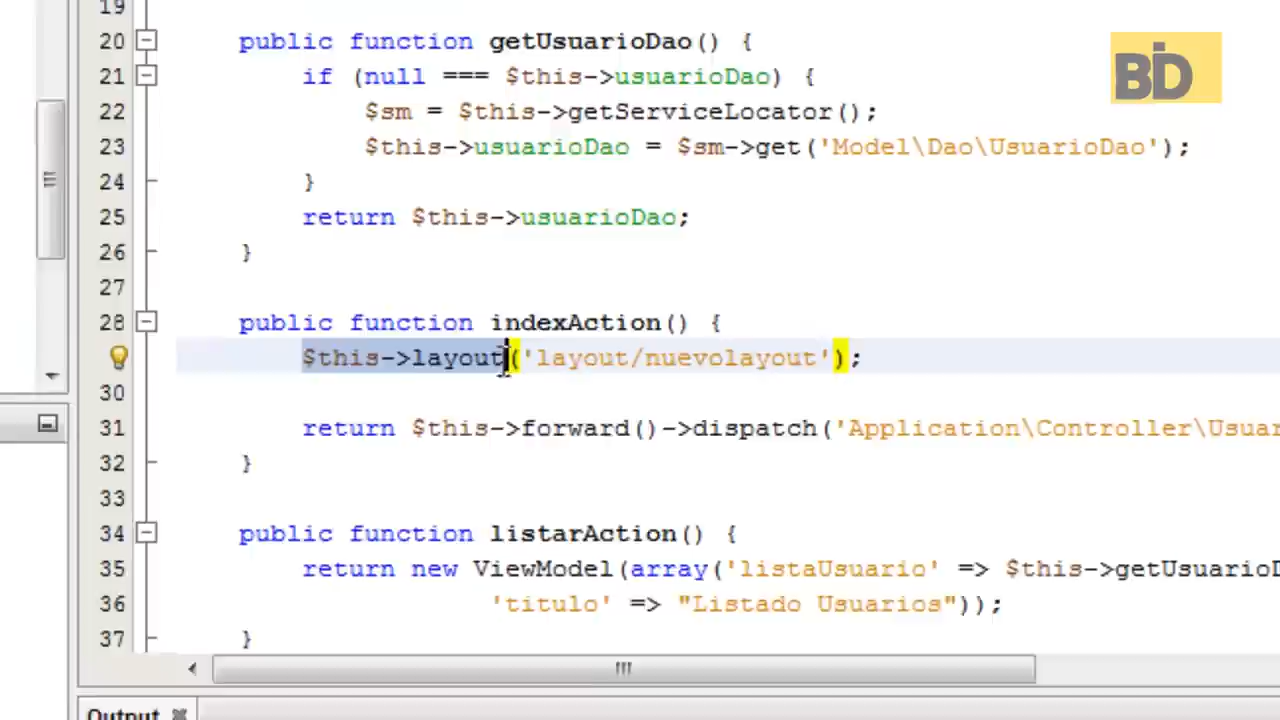 19
BD
20 public function getUsuarioDao() {
21 if (null === $this->usuarioDao) {
22 $sm = $this->getServiceLocator();
23 $this->usuarioDao = $sm->get('Model\Dao\UsuarioDao');
24 }
25 return $this->usuarioDao;
26 }
27
28 public function indexAction() {
$this->layout('layout/nuevolayout');
30
31 return $this->forward()->dispatch('Application\Controller\Usuar
32 }
33
34 public function listarAction() {
35 return new ViewModel(array('listaUsuario' => $this->getUsuarioD
36 'titulo' => "Listado Usuarios"));
37 }
Output